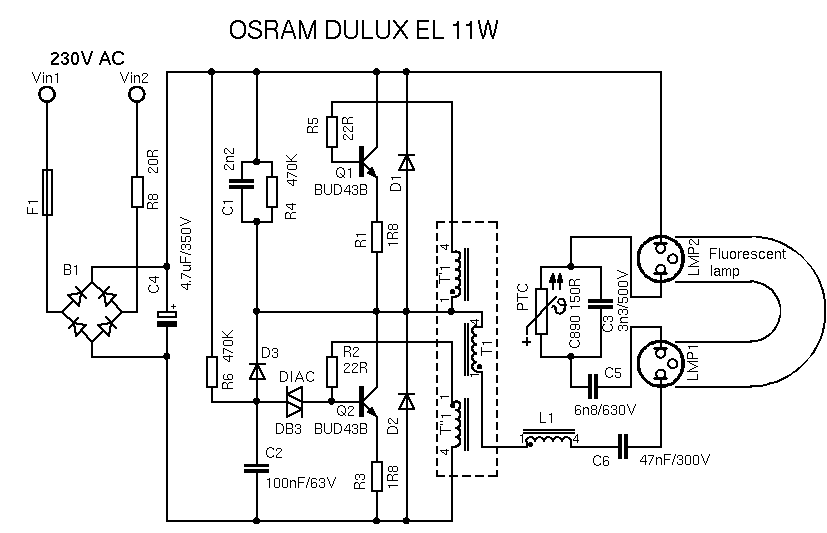 OSRAM DULUX EL 11W
230V AC
Vin1
Vin2
F1
R8 20R
B1
C4
4.7uF/350V
+
C1 2n2
R4 470K
R5
22R
Q1
BUD43B
D1
R1
1R8
4
T'1
1
R6 470K
D3
DIAC
DB3
R2
22R
Q2
BUD43B
D2
T1
4
1
1
T'1
4
C2
100nF/63V
R3
1R8
L1
1
4
C6
47nF/300V
PTC
+
C890 150R
C3
3n3/500V
C5
6n8/630V
LMP2
LMP1
Fluorescent
lamp